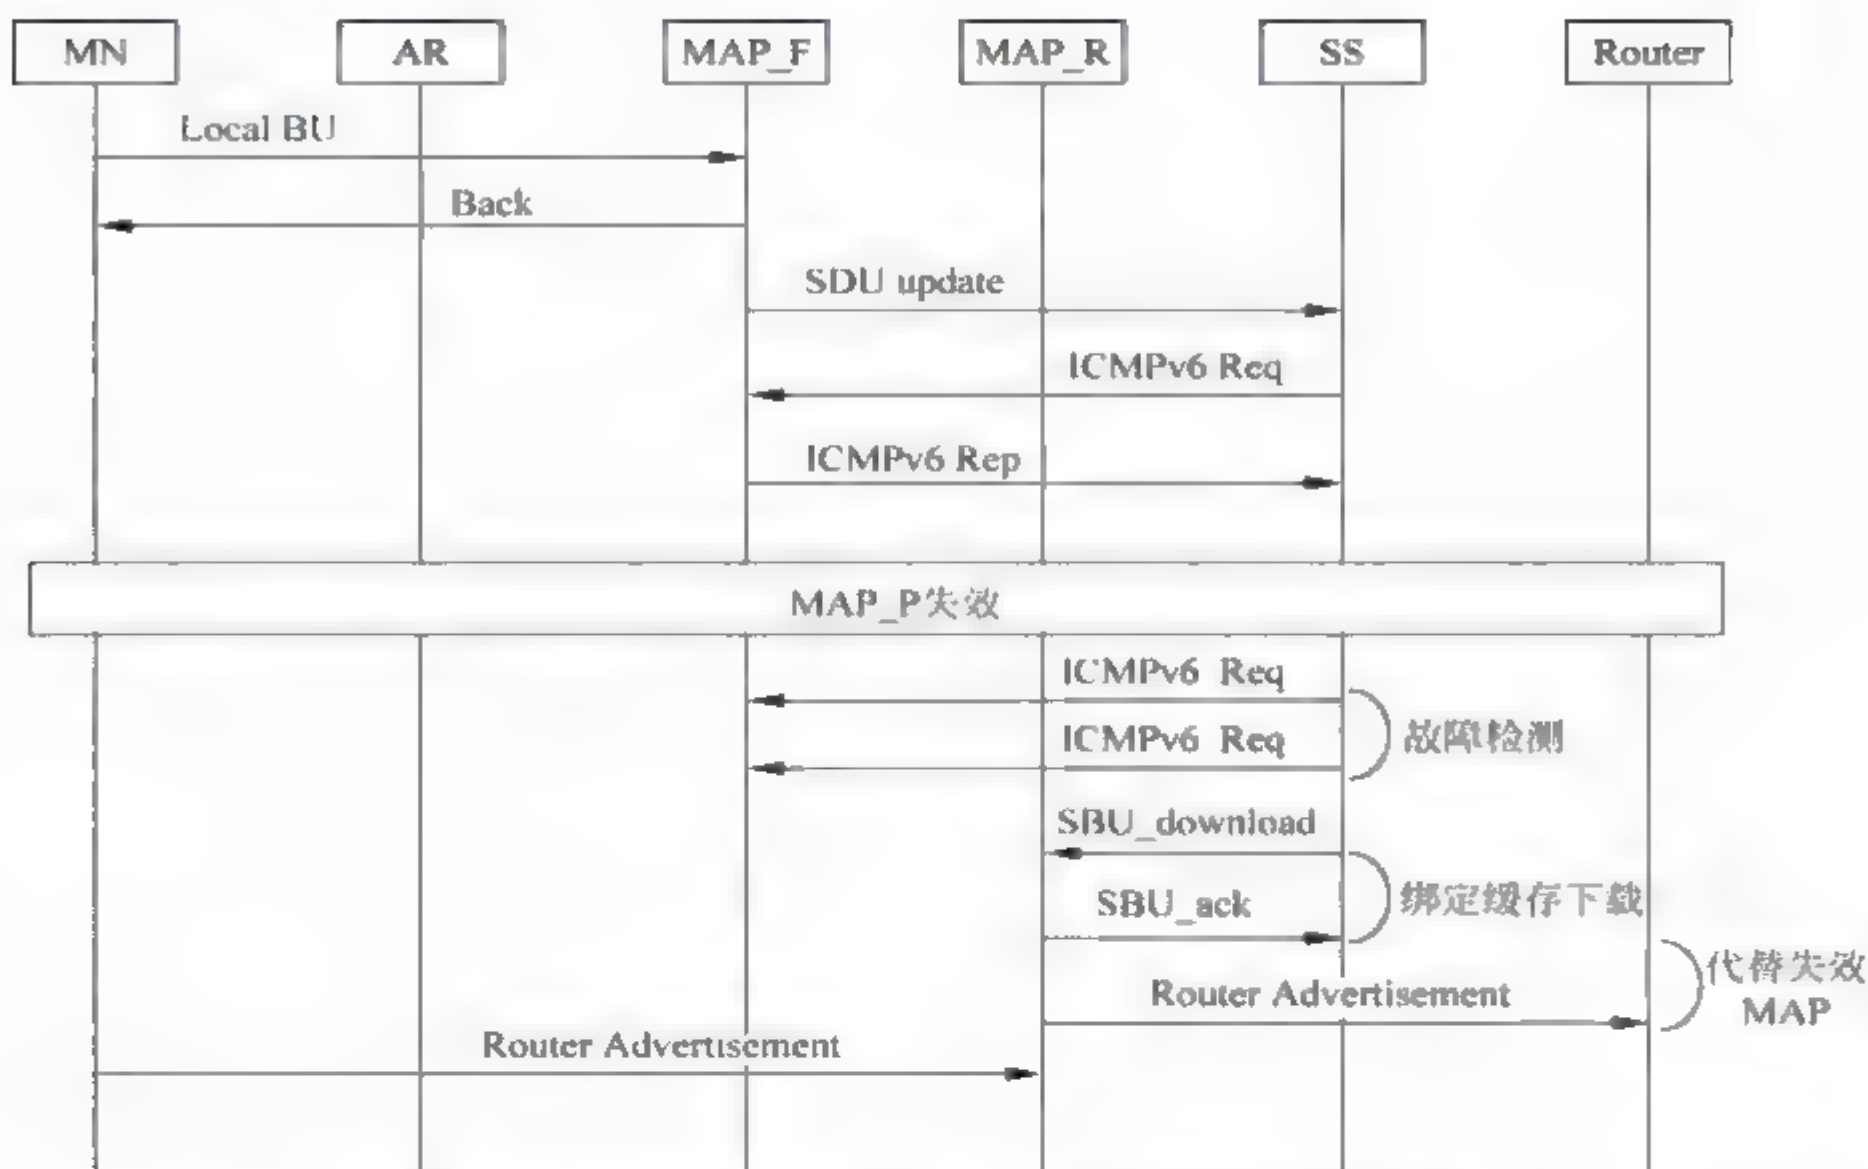 MN
AR
MAP_F
MAP_R
SS
Router
Local BU
Back
SDU update
ICMPv6 Req
ICMPv6 Rep
MAP_P失效
ICMPv6 Req
ICMPv6 Req
故障检测
SBU_download
SBU_ack
绑定缓存下载
代替失效
MAP
Router Advertisement
Router Advertisement